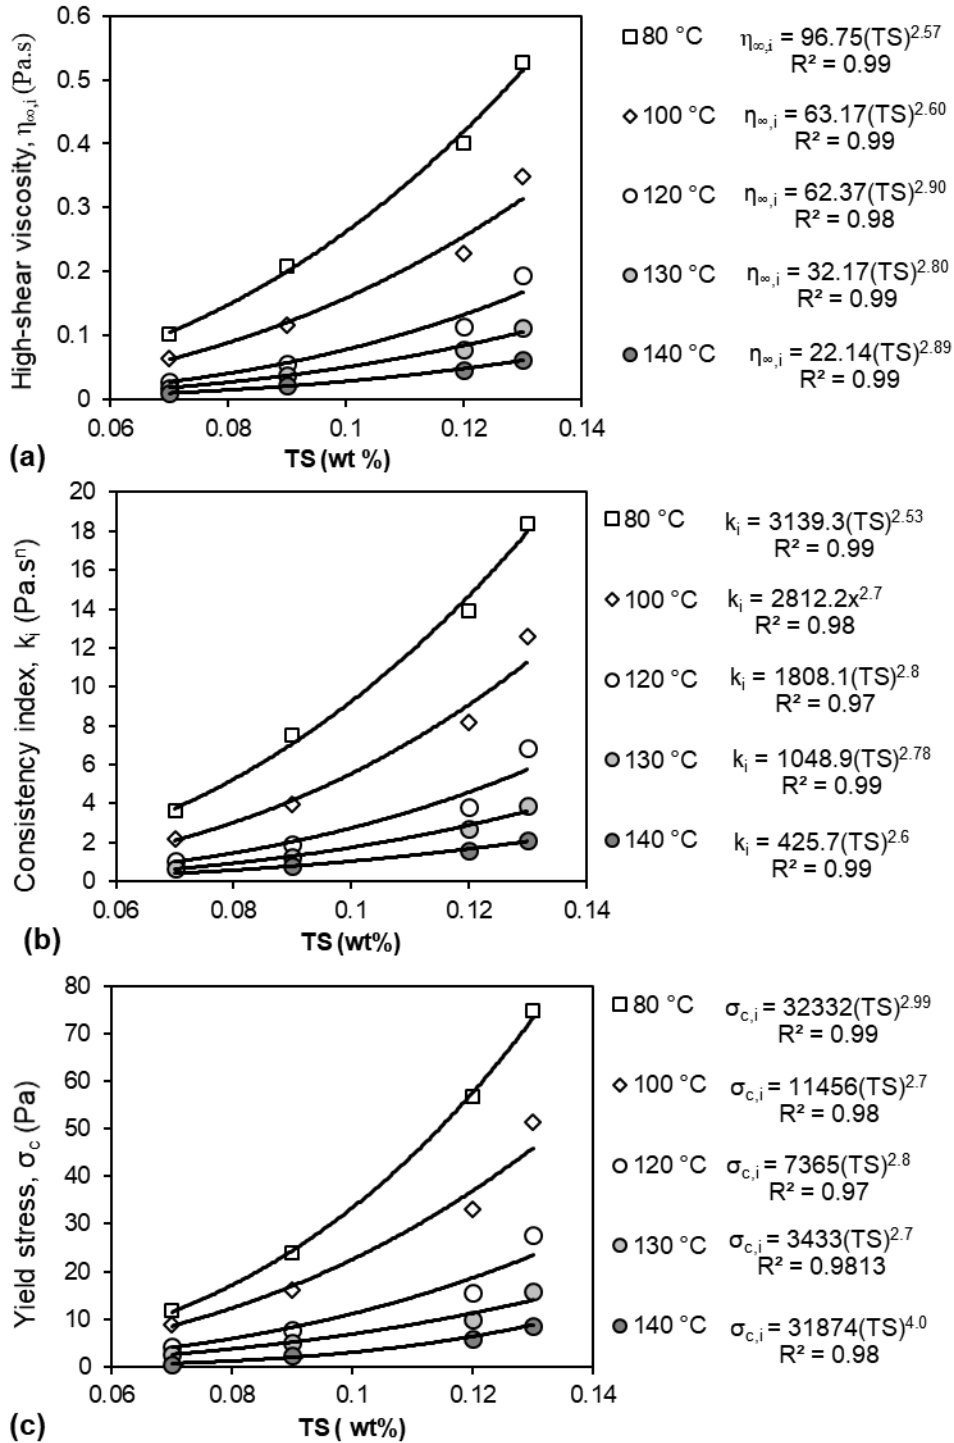 High-shear viscosity, η∞,i (Pa.s)
0.6
0.5
0.4
0.3
0.2
0.1
0
0.06 0.08 0.1 0.12 0.14
TS (wt %)
(a)
80 °C η∞,i = 96.75(TS)^2.57
R² = 0.99
100 °C η∞,i = 63.17(TS)^2.60
R² = 0.99
120 °C η∞,i = 62.37(TS)^2.90
R² = 0.98
130 °C η∞,i = 32.17(TS)^2.80
R² = 0.99
140 °C η∞,i = 22.14(TS)^2.89
R² = 0.99
Consistency index, ki (Pa.s^n)
20
18
16
14
12
10
8
6
4
2
0
0.06 0.08 0.1 0.12 0.14
TS (wt%)
(b)
80 °C ki = 3139.3(TS)^2.53
R² = 0.99
100 °C ki = 2812.2x^2.7
R² = 0.98
120 °C ki = 1808.1(TS)^2.8
R² = 0.97
130 °C ki = 1048.9(TS)^2.78
R² = 0.99
140 °C ki = 425.7(TS)^2.6
R² = 0.99
Yield stress, σc (Pa)
80
70
60
50
40
30
20
10
0
0.06 0.08 0.1 0.12 0.14
TS ( wt%)
(c)
80 °C σc,i = 32332(TS)^2.99
R² = 0.99
100 °C σc,i = 11456(TS)^2.7
R² = 0.98
120 °C σc,i = 7365(TS)^2.8
R² = 0.97
130 °C σc,i = 3433(TS)^2.7
R² = 0.9813
140 °C σc,i = 31874(TS)^4.0
R² = 0.98